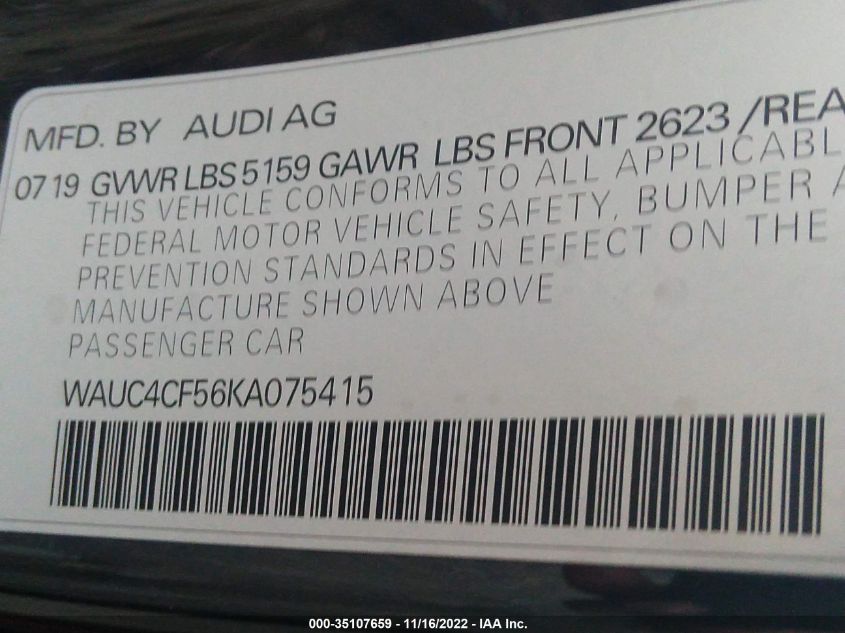 MFD. BY AUDI AG
0719 GVWR LBS 5159 GAWR LBS FRONT 2623 /REA
THIS VEHICLE CONFORMS TO ALL APPLICABL
FEDERAL MOTOR VEHICLE SAFETY, BUMPER A
PREVENTION STANDARDS IN EFFECT ON THE
MANUFACTURE SHOWN ABOVE
PASSENGER CAR
WAUC4CF56KA075415
000-35107659 - 11/16/2022 - IAA Inc.